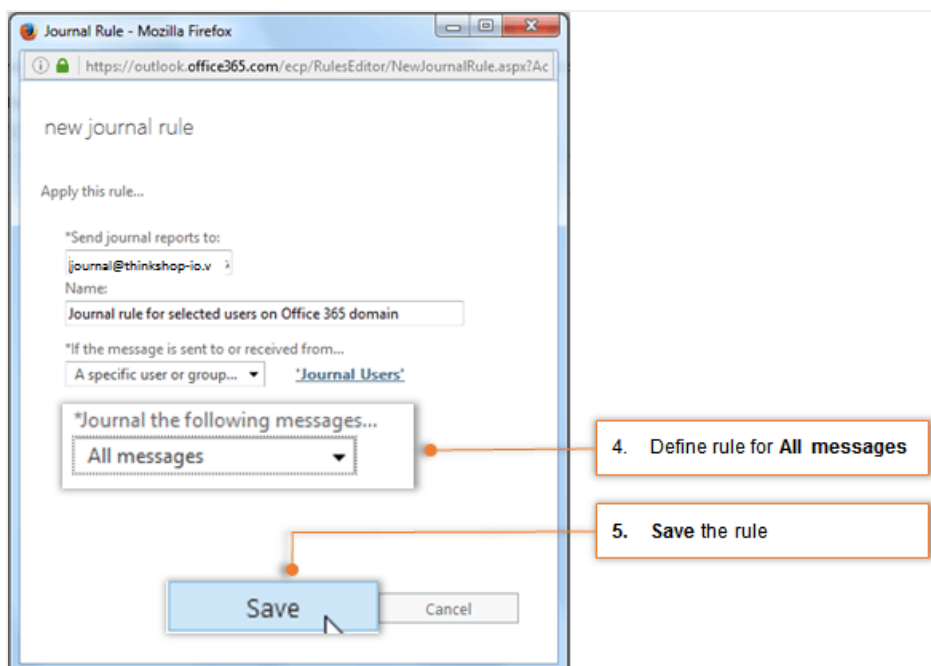 Journal Rule - Mozilla Firefox
https://outlook.office365.com/ecp/RulesEditor/NewJournalRule.aspx?Ac
new journal rule
Apply this rule...
*Send journal reports to:
journal@thinkshop-io.v
Name:
Journal rule for selected users on Office 365 domain
*If the message is sent to or received from...
A specific user or group... 'Journal Users'
*Journal the following messages...
All messages
4. Define rule for All messages
5. Save the rule
Save Cancel